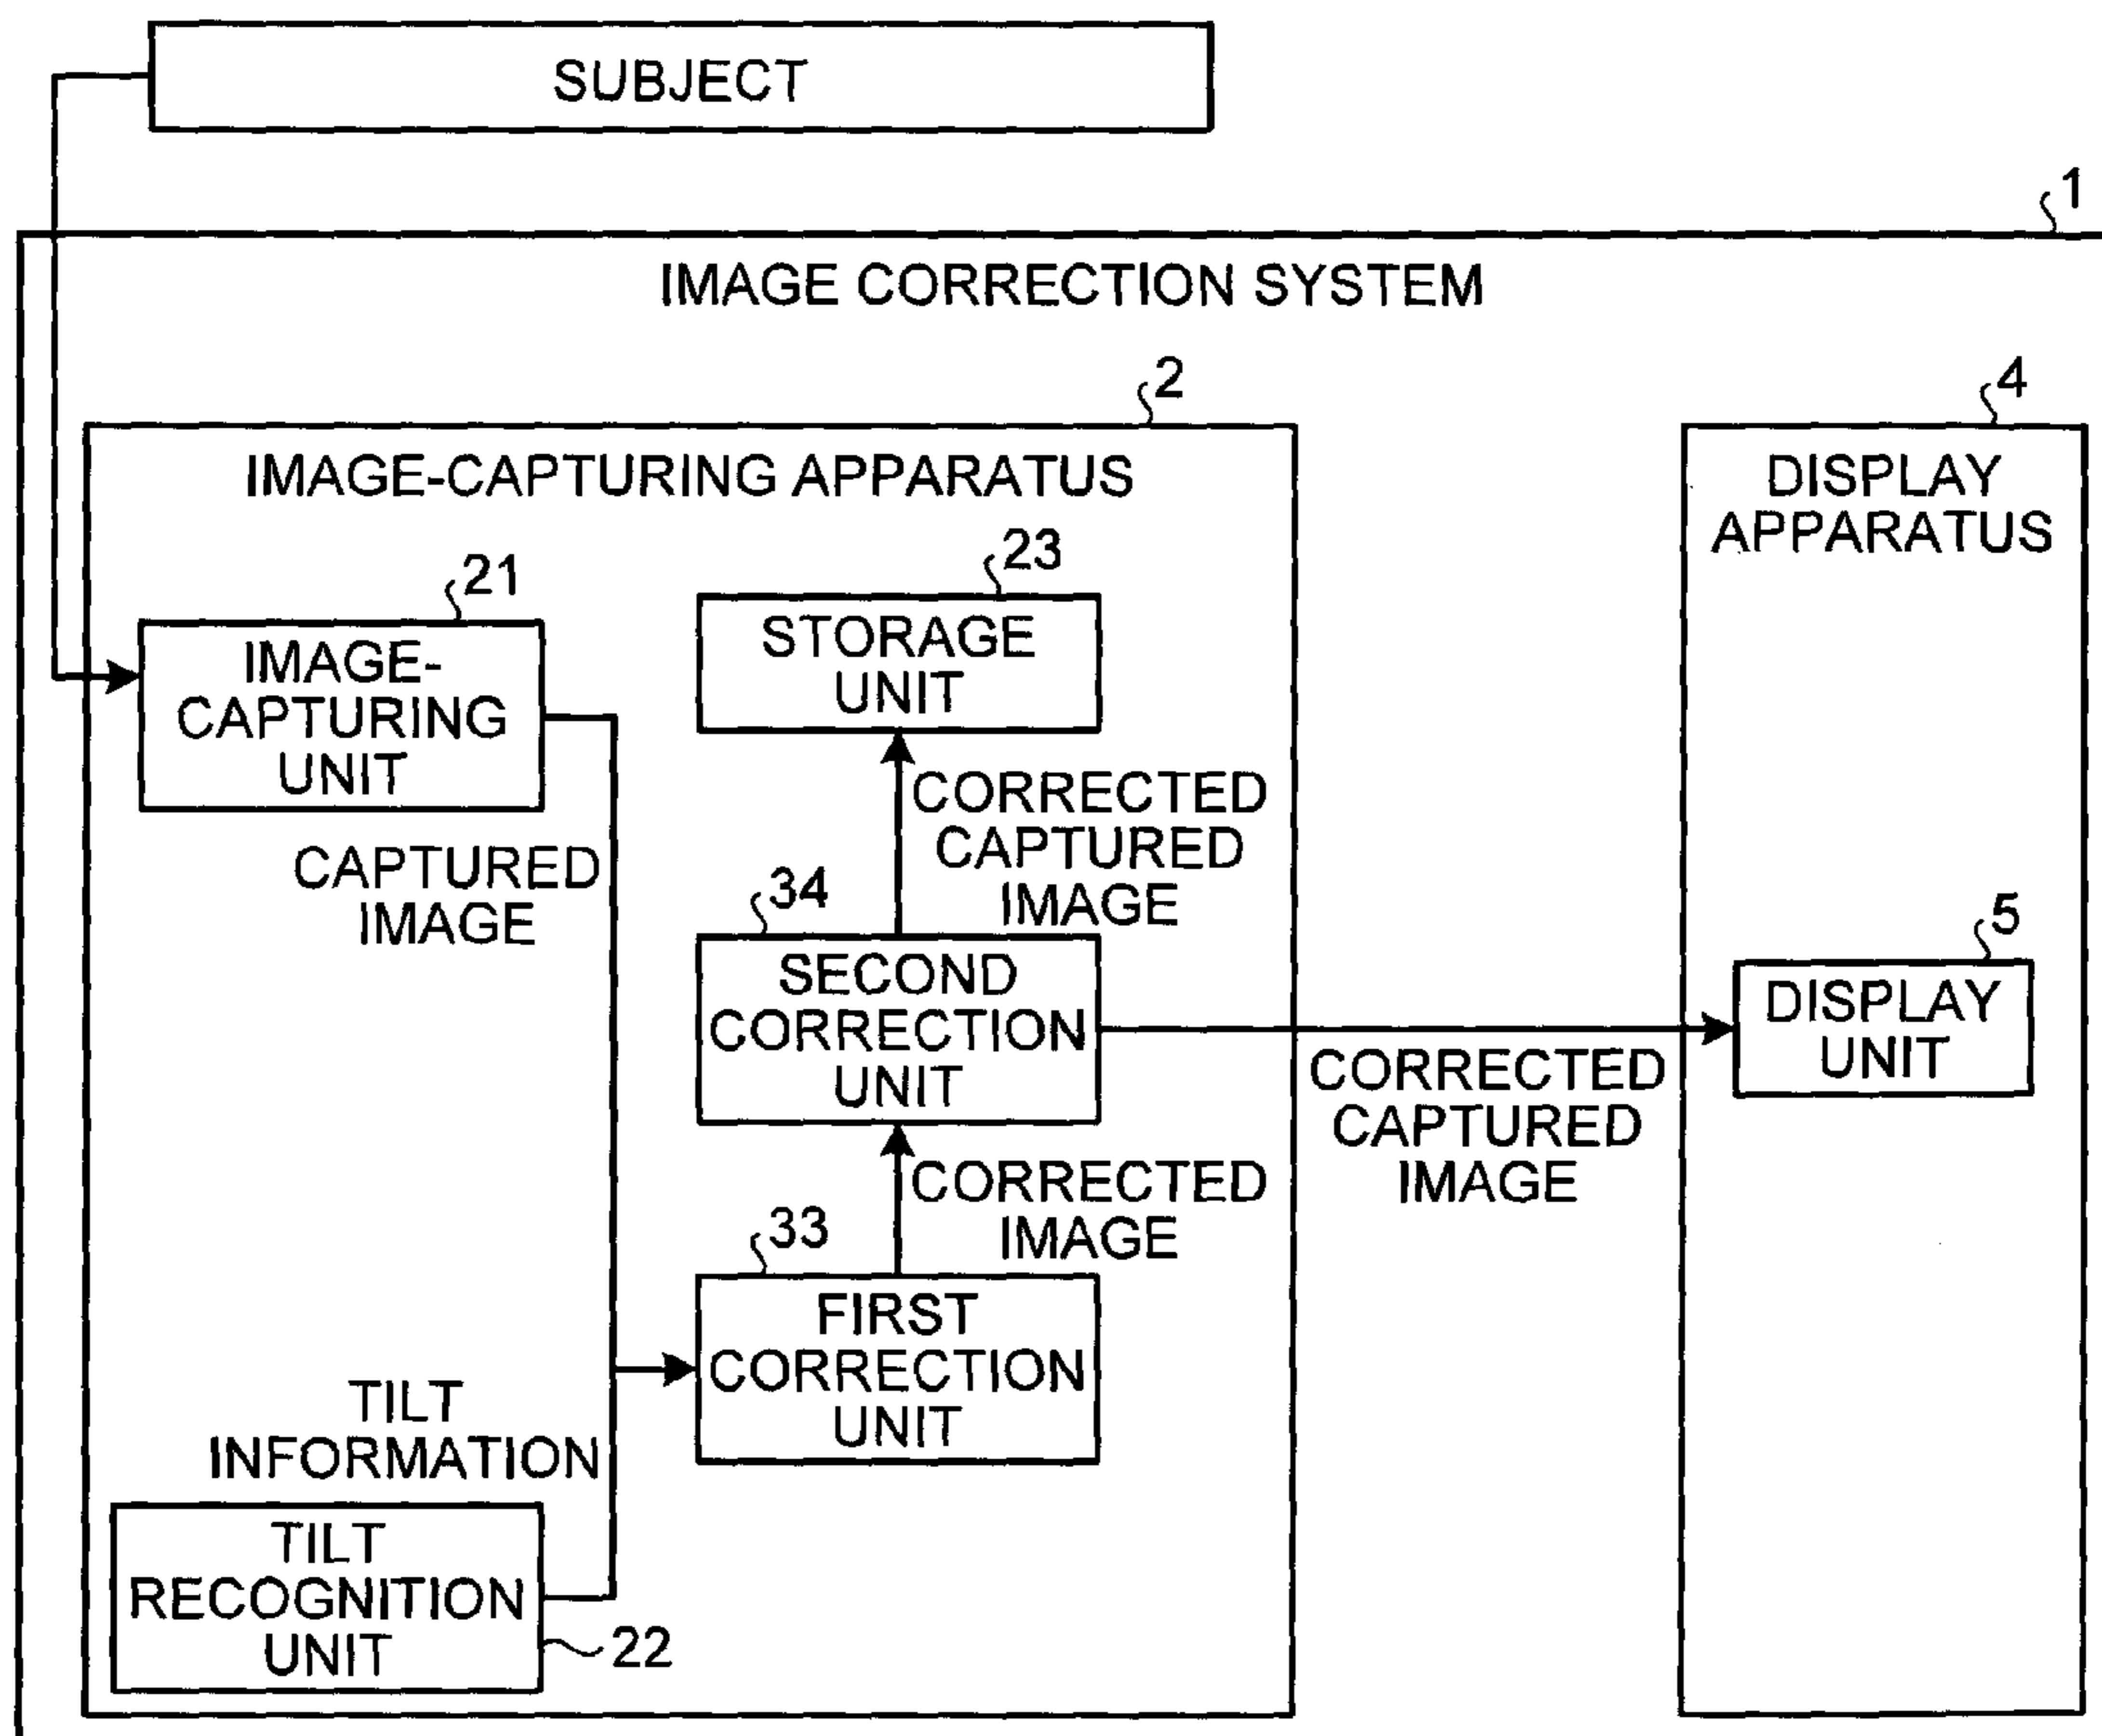 SUBJECT
1
IMAGE CORRECTION SYSTEM
2
IMAGE-CAPTURING APPARATUS
4
DISPLAY
APPARATUS
21
IMAGE-
CAPTURING
UNIT
23
STORAGE
UNIT
CAPTURED
IMAGE
CORRECTED
CAPTURED
IMAGE
34
SECOND
CORRECTION
UNIT
5
DISPLAY
UNIT
CORRECTED
CAPTURED
IMAGE
CORRECTED
IMAGE
33
FIRST
CORRECTION
UNIT
TILT
INFORMATION
TILT
RECOGNITION
UNIT
22